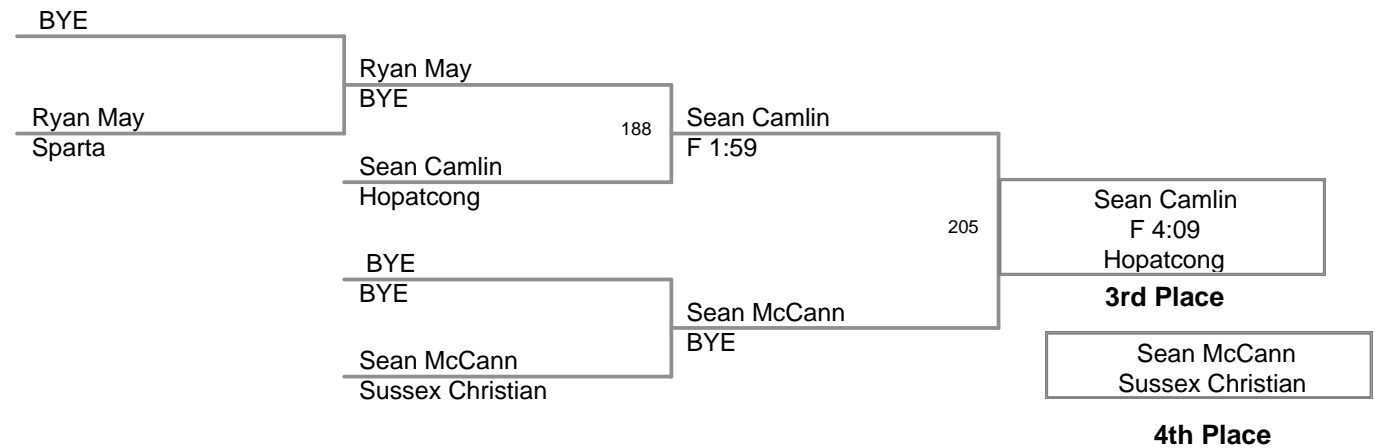 BYE
Ryan May
BYE
Ryan May
Sparta
188
Sean Camlin
F 1:59
Sean Camlin
Hopatcong
Sean Camlin
F 4:09
Hopatcong
205
3rd Place
BYE
BYE
Sean McCann
BYE
Sean McCann
Sussex Christian
Sean McCann
Sussex Christian
4th Place